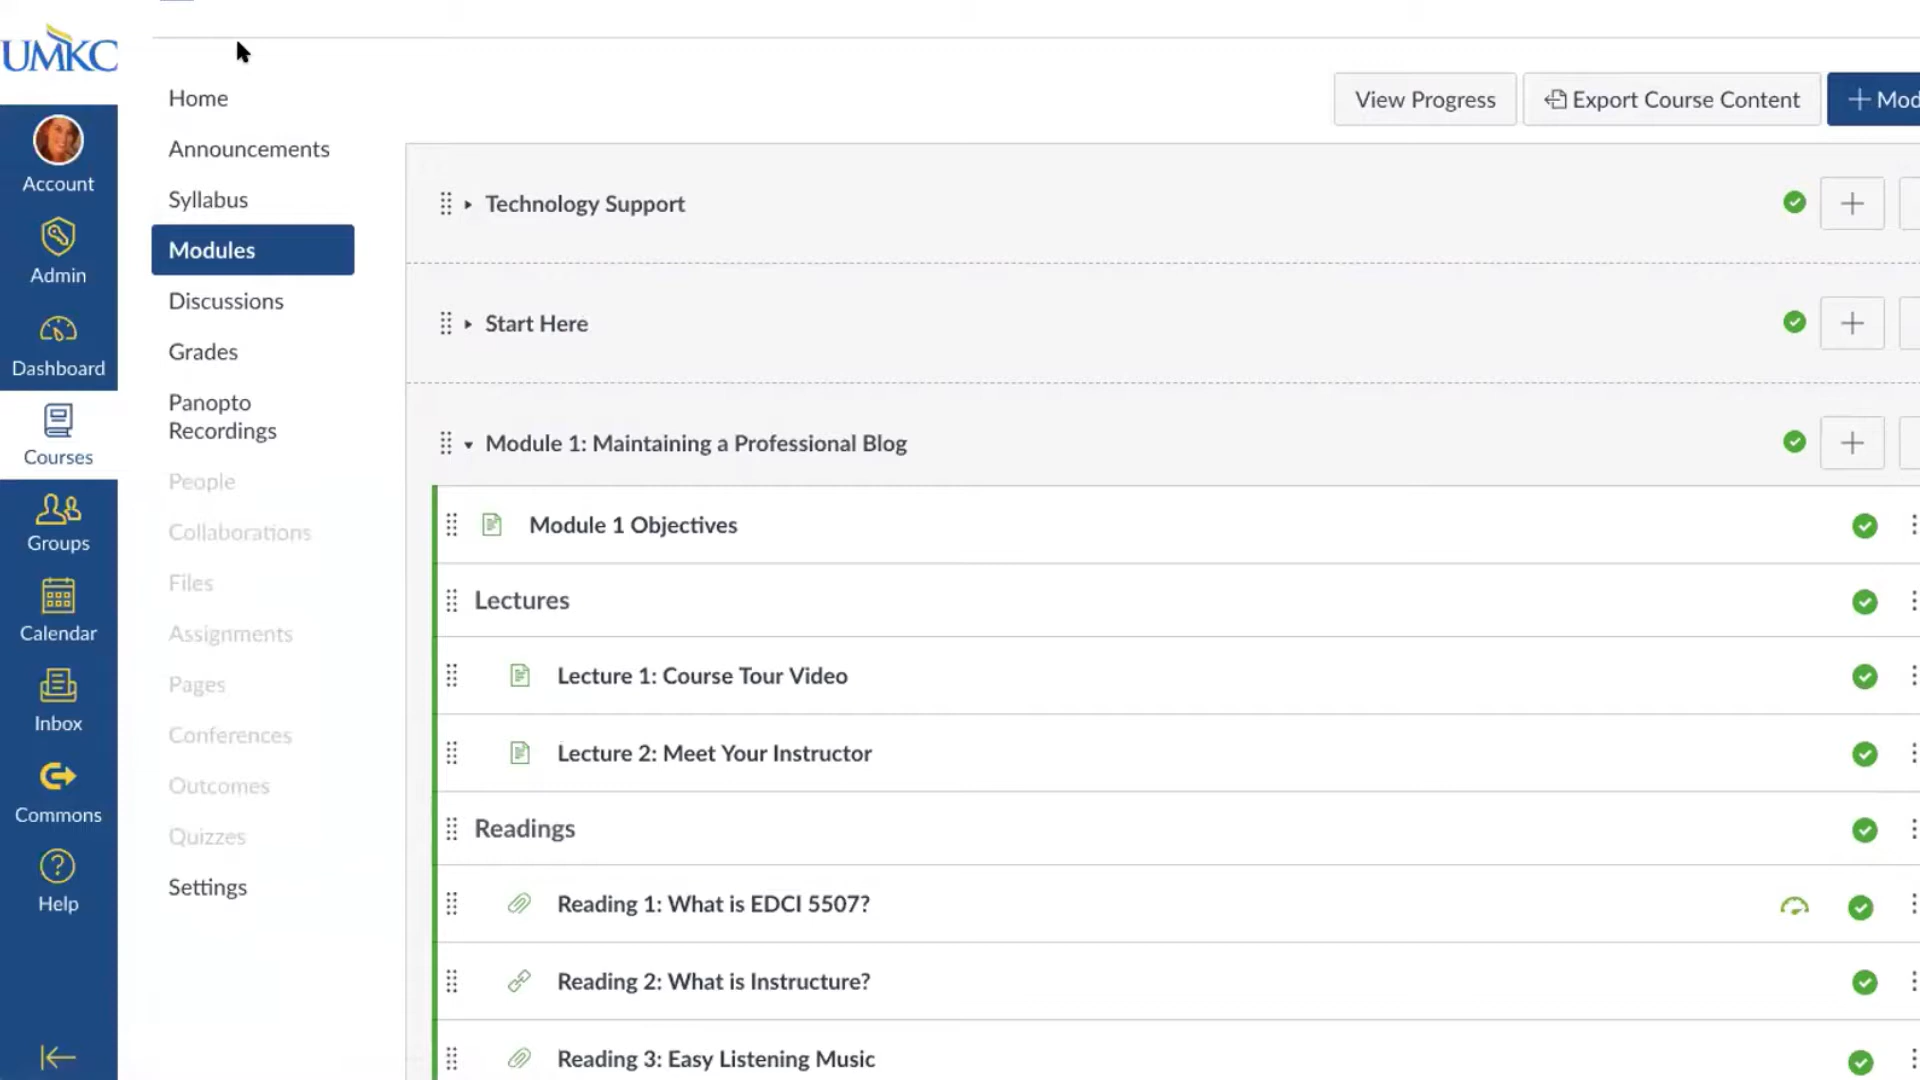 UMKC
Account
Admin
Dashboard
Courses
Groups
Calendar
Inbox
Commons
Help
Home
Announcements
Syllabus
Modules
Discussions
Grades
Panopto
Recordings
People
Collaborations
Files
Assignments
Pages
Conferences
Outcomes
Quizzes
Settings
View Progress
Export Course Content
+ Mod
Technology Support
Start Here
Module 1: Maintaining a Professional Blog
Module 1 Objectives
Lectures
Lecture 1: Course Tour Video
Lecture 2: Meet Your Instructor
Readings
Reading 1: What is EDCI 5507?
Reading 2: What is Instructure?
Reading 3: Easy Listening Music